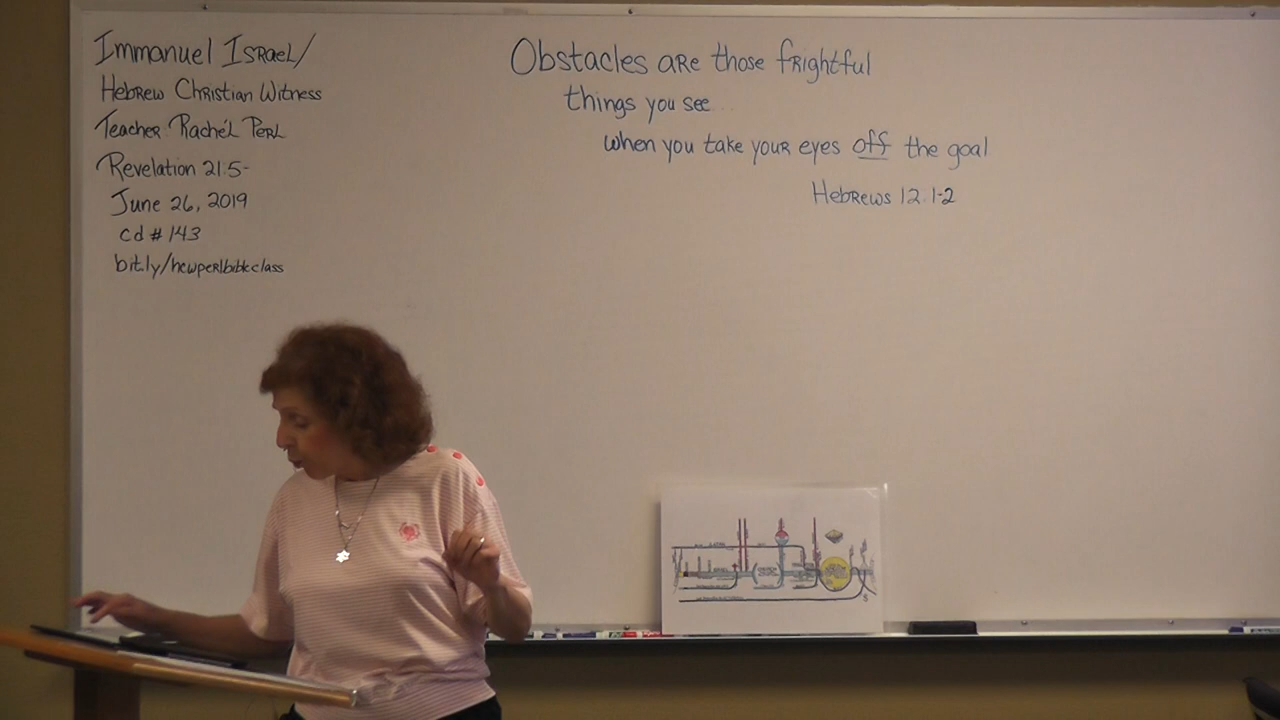 Immanuel Israel/
Hebrew Christian Witness
Teacher Rachél Perl
Revelation 21:5-
June 26, 2019
cd # 143
bit.ly/newperlbibleclass
Obstacles are those frightful
things you see
when you take your eyes off the goal
Hebrews 12:1-2